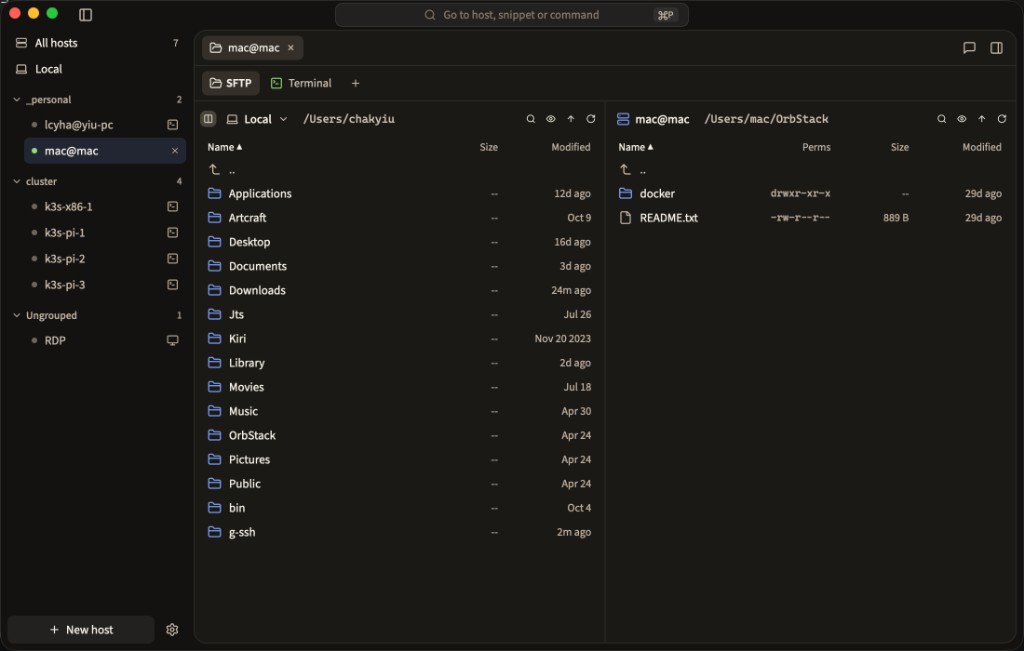 Go to host, snippet or command ⌘P
All hosts 7
Local
_personal 2
lcyha@yiu-pc
mac@mac ×
cluster 4
k3s-x86-1
k3s-pi-1
k3s-pi-2
k3s-pi-3
Ungrouped 1
RDP
+ New host
mac@mac ×
SFTP Terminal +
Local /Users/chakyiu
Name ▲ Size Modified
..
Applications -- 12d ago
Artcraft -- Oct 9
Desktop -- 16d ago
Documents -- 3d ago
Downloads -- 24m ago
Jts -- Jul 26
Kiri -- Nov 20 2023
Library -- 2d ago
Movies -- Jul 18
Music -- Apr 30
OrbStack -- Apr 24
Pictures -- Apr 24
Public -- Apr 24
bin -- Oct 4
g-ssh -- 2m ago
mac@mac /Users/mac/OrbStack
Name ▲ Perms Size Modified
..
docker drwxr-xr-x -- 29d ago
README.txt -rw-r--r-- 889 B 29d ago